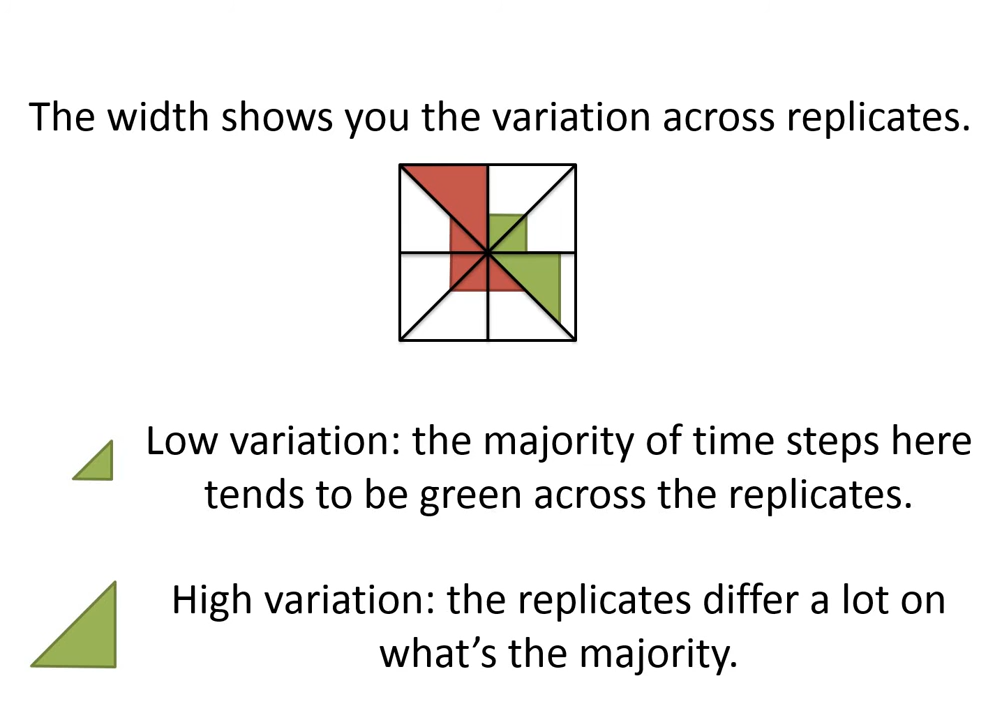 The width shows you the variation across replicates.
Low variation: the majority of time steps here
tends to be green across the replicates.
High variation: the replicates differ a lot on
what’s the majority.